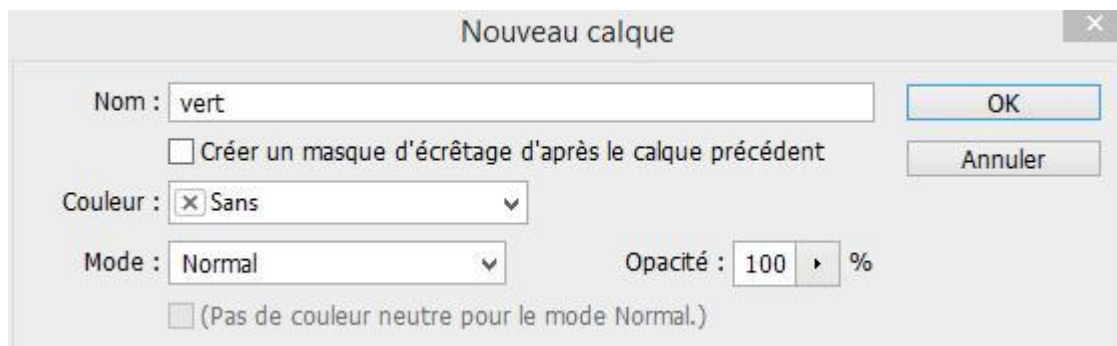 Nouveau calque
Nom : vert
OK
Créer un masque d'écrêtage d'après le calque précédent
Annuler
Couleur : Sans
Mode : Normal Opacité : 100 %
(Pas de couleur neutre pour le mode Normal.)